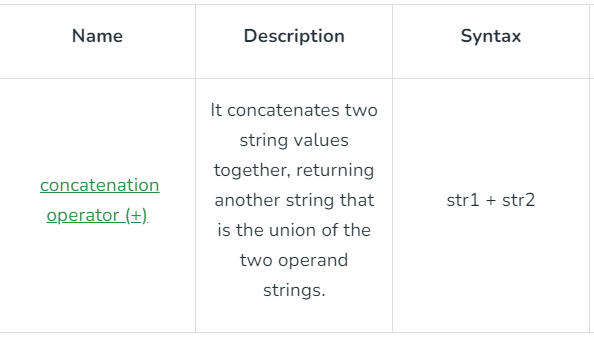 Name
Description
Syntax
concatenation
operator (+)
It concatenates two
string values
together, returning
another string that
is the union of the
two operand
strings.
str1 + str2